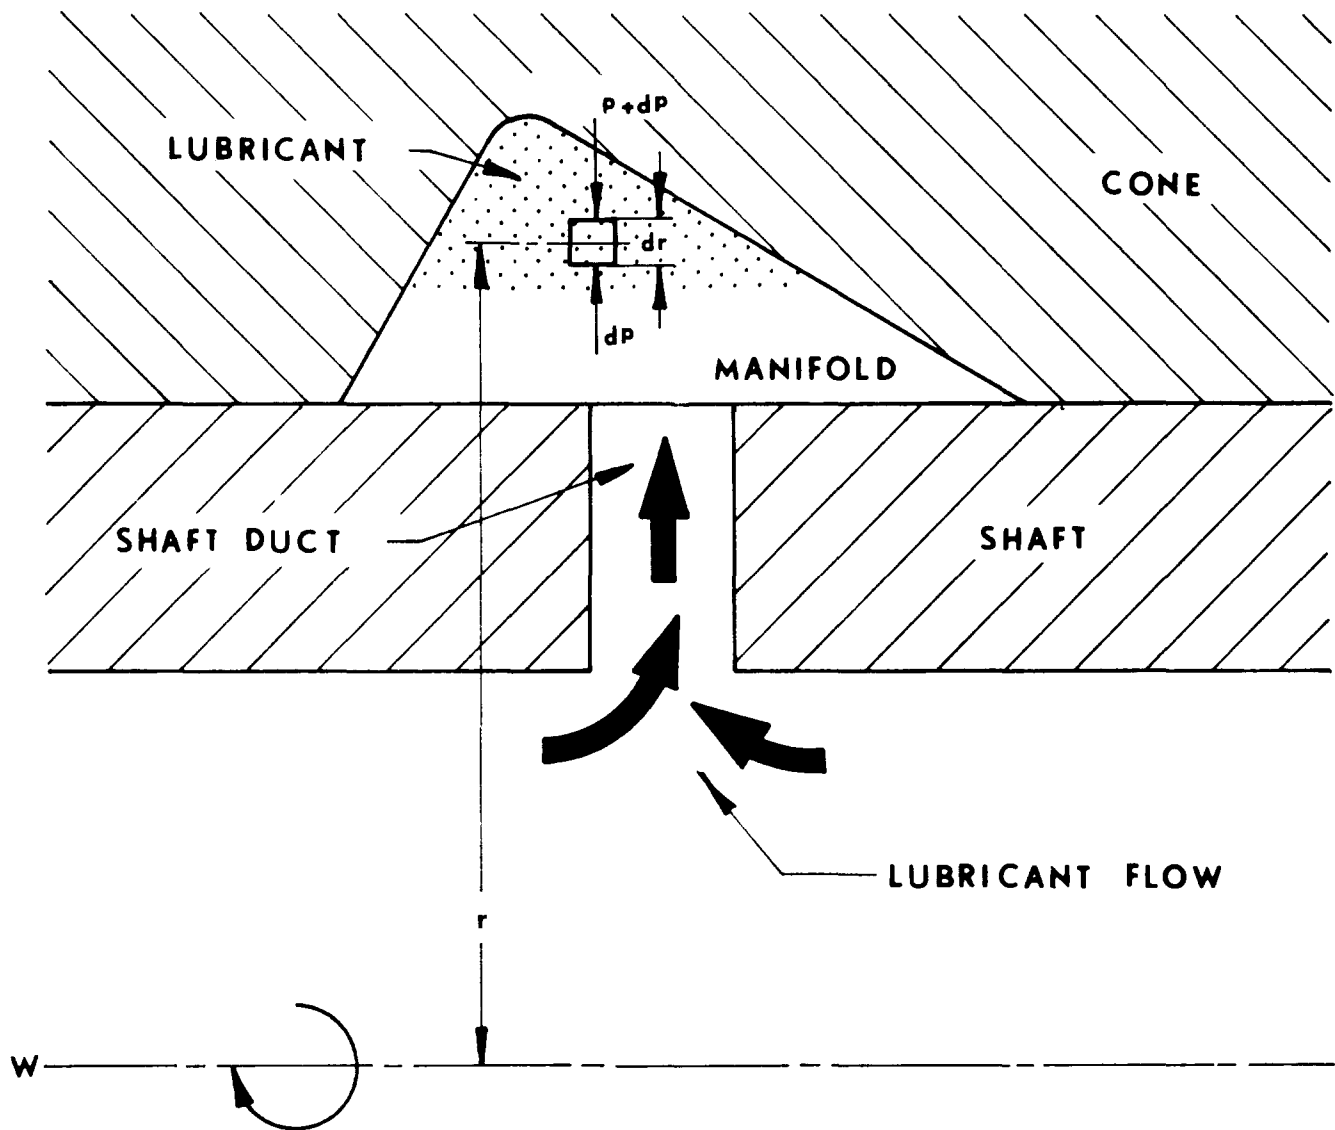 P+dP
LUBRICANT
CONE
dr
dP
MANIFOLD
SHAFT DUCT
SHAFT
LUBRICANT FLOW
r
W